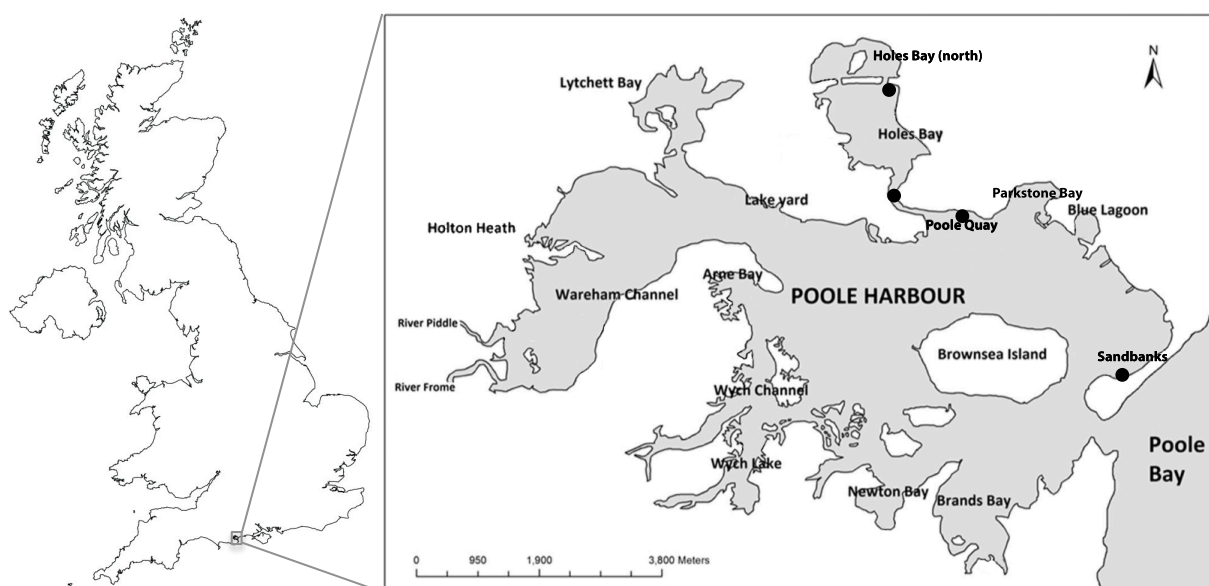 Holes Bay (north)
N
Lytchett Bay
Holes Bay
Parkstone Bay
Lake yard
Blue Lagoon
Poole Quay
Holton Heath
Arne Bay
Wareham Channel
POOLE HARBOUR
River Piddle
Brownsea Island
Sandbanks
River Frome
Wych Channel
Poole
Bay
Wych Lake
Newton Bay
Brands Bay
0 950 1,900 3,800 Meters